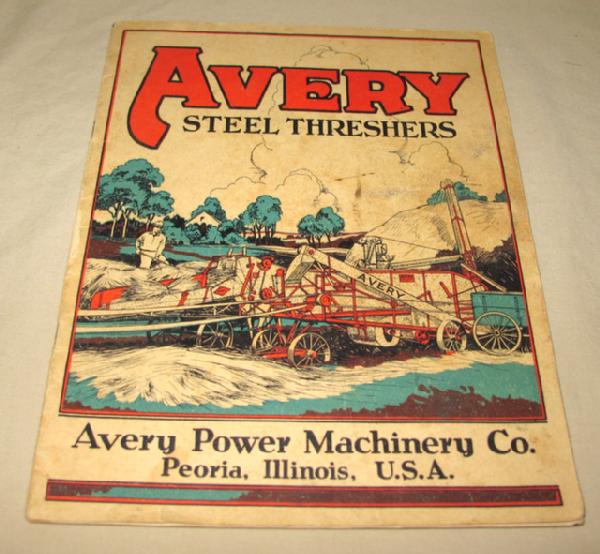 AVERY
STEEL THRESHERS
AVERY
Avery Power Machinery Co.
Peoria, Illinois, U.S.A.